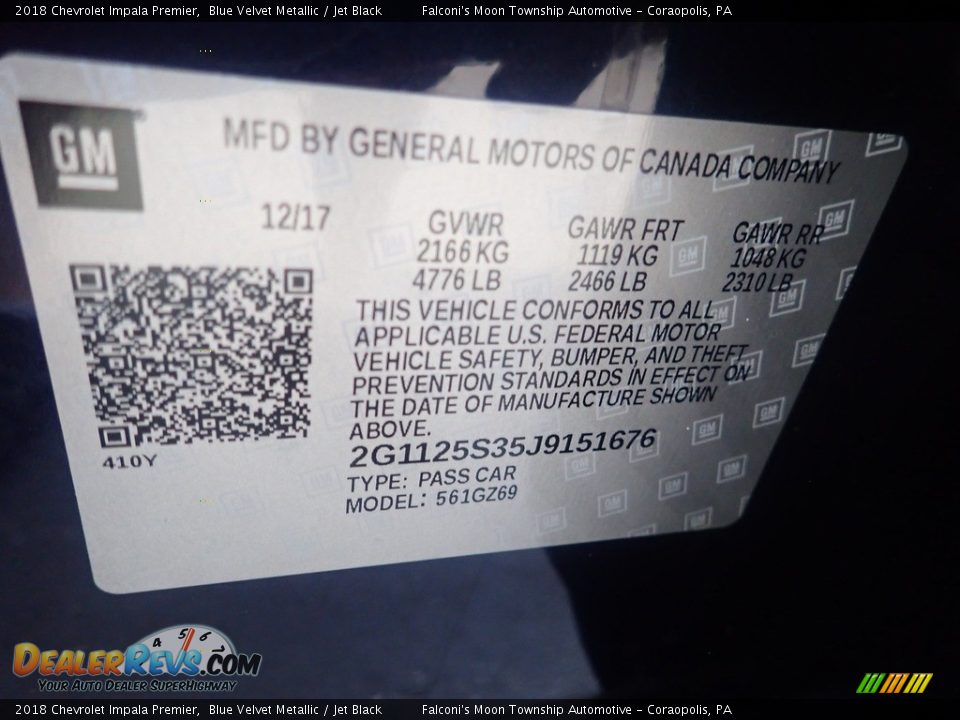 2018 Chevrolet Impala Premier,  Blue Velvet Metallic / Jet Black          Falconi's Moon Township Automotive - Coraopolis, PA
GM
MFD BY GENERAL MOTORS OF CANADA COMPANY
12/17 GVWR GAWR FRT GAWR RR
2166 KG 1119 KG 1048 KG
4776 LB 2466 LB 2310 LB
THIS VEHICLE CONFORMS TO ALL
APPLICABLE U.S. FEDERAL MOTOR
VEHICLE SAFETY, BUMPER, AND THEFT
PREVENTION STANDARDS IN EFFECT ON
THE DATE OF MANUFACTURE SHOWN
ABOVE.
2G1125S35J9151676
410Y
TYPE: PASS CAR
MODEL: 561GZ69
4 5 6
DEALERREVS.COM
YOUR AUTO DEALER SUPERHIGHWAY
2018 Chevrolet Impala Premier,  Blue Velvet Metallic / Jet Black          Falconi's Moon Township Automotive - Coraopolis, PA